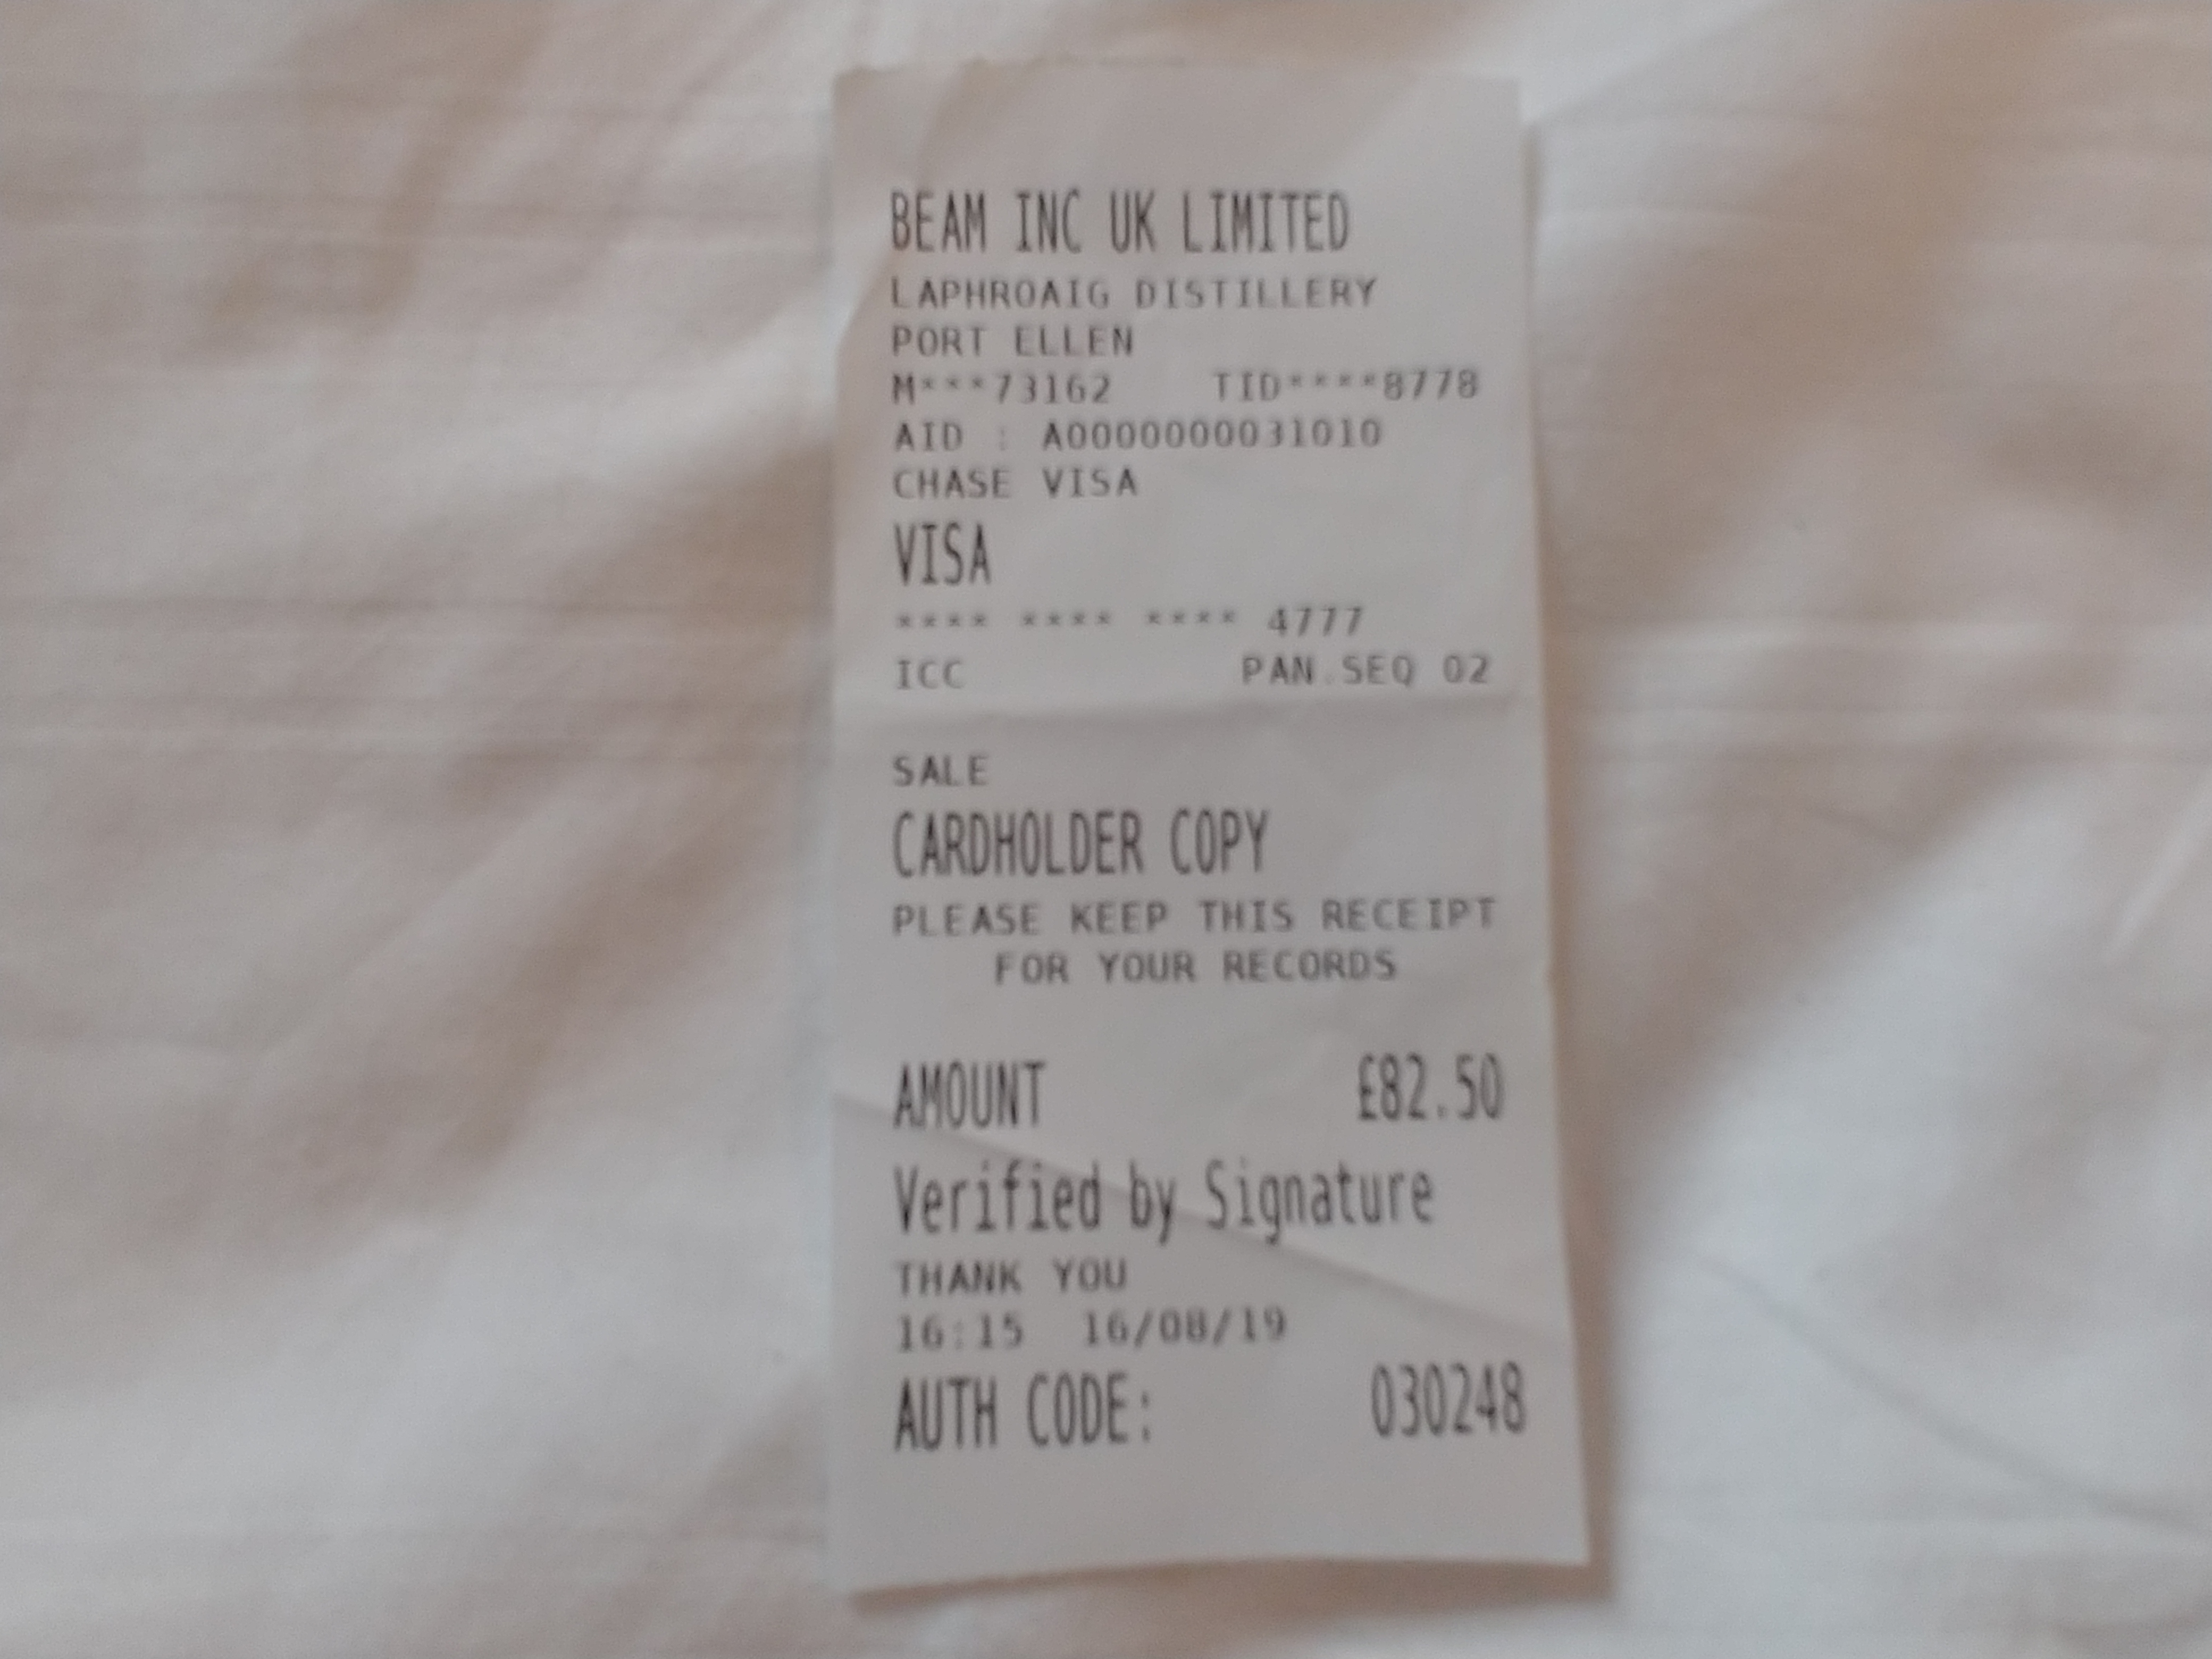 BEAM INC UK LIMITED
LAPHROAIG DISTILLERY
PORT ELLEN
M***73162 TID****8778
AID : A0000000031010
CHASE VISA
VISA
**** **** **** 4777
ICC PAN.SEQ 02
SALE
CARDHOLDER COPY
PLEASE KEEP THIS RECEIPT
FOR YOUR RECORDS
AMOUNT £82.50
Verified by Signature
THANK YOU
16:15 16/08/19
AUTH CODE: 030248